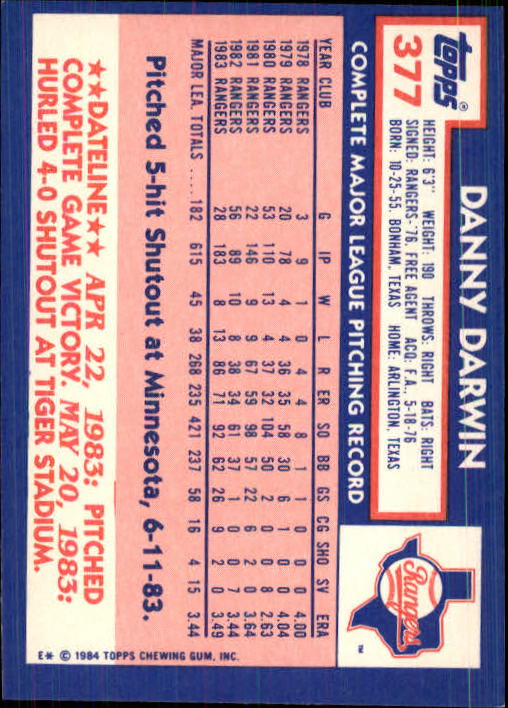 topps®
377
DANNY DARWIN
HEIGHT: 6'3" WEIGHT: 190 THROWS: RIGHT BATS: RIGHT
SIGNED: RANGERS-'76, FREE AGENT ACQ: F.A., 5-18-76
BORN: 10-25-55, BONHAM, TEXAS HOME: ARLINGTON, TEXAS
Rangers
TM
COMPLETE MAJOR LEAGUE PITCHING RECORD
YEAR CLUB G IP W L R ER SO BB GS CG SHO SV ERA
1978 RANGERS 3 9 1 0 4 4 8 1 1 0 0 0 4.00
1979 RANGERS 20 78 4 4 36 35 58 30 6 1 0 0 4.04
1980 RANGERS 53 110 13 4 37 32 104 50 2 0 0 8 2.63
1981 RANGERS 22 146 9 9 67 59 98 57 22 6 2 0 3.64
1982 RANGERS 56 89 10 8 38 34 61 37 1 0 0 7 3.44
1983 RANGERS 28 183 8 13 86 71 92 62 26 9 2 0 3.49
MAJOR LEA. TOTALS ..... 182 615 45 38 268 235 421 237 58 16 4 15 3.44
Pitched 5-hit Shutout at Minnesota, 6-11-83.
★★DATELINE★★ APR 22, 1983: PITCHED
COMPLETE GAME VICTORY. MAY 20, 1983:
HURLED 4-0 SHUTOUT AT TIGER STADIUM.
E* © 1984 TOPPS CHEWING GUM, INC.